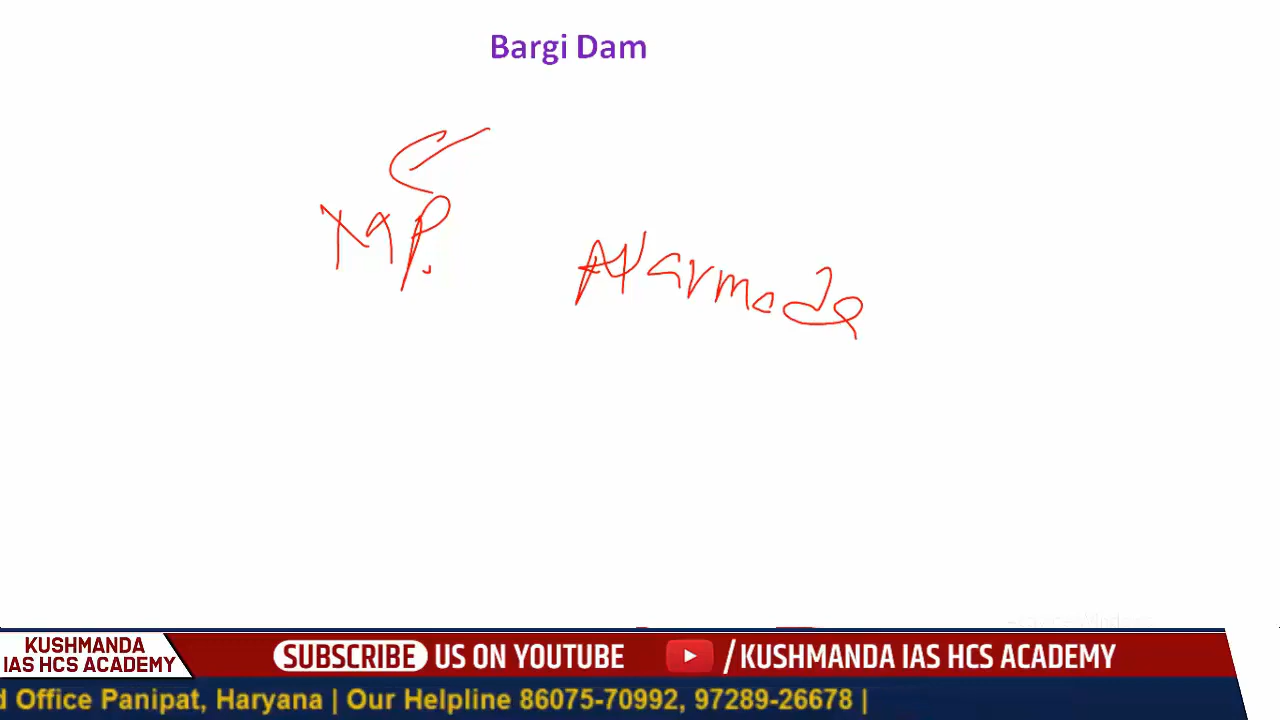 Bargi Dam
MP.
Narmada
KUSHMANDA
IAS HCS ACADEMY
SUBSCRIBE US ON YOUTUBE
/KUSHMANDA IAS HCS ACADEMY
d Office Panipat, Haryana | Our Helpline 86075-70992, 97289-26678 |